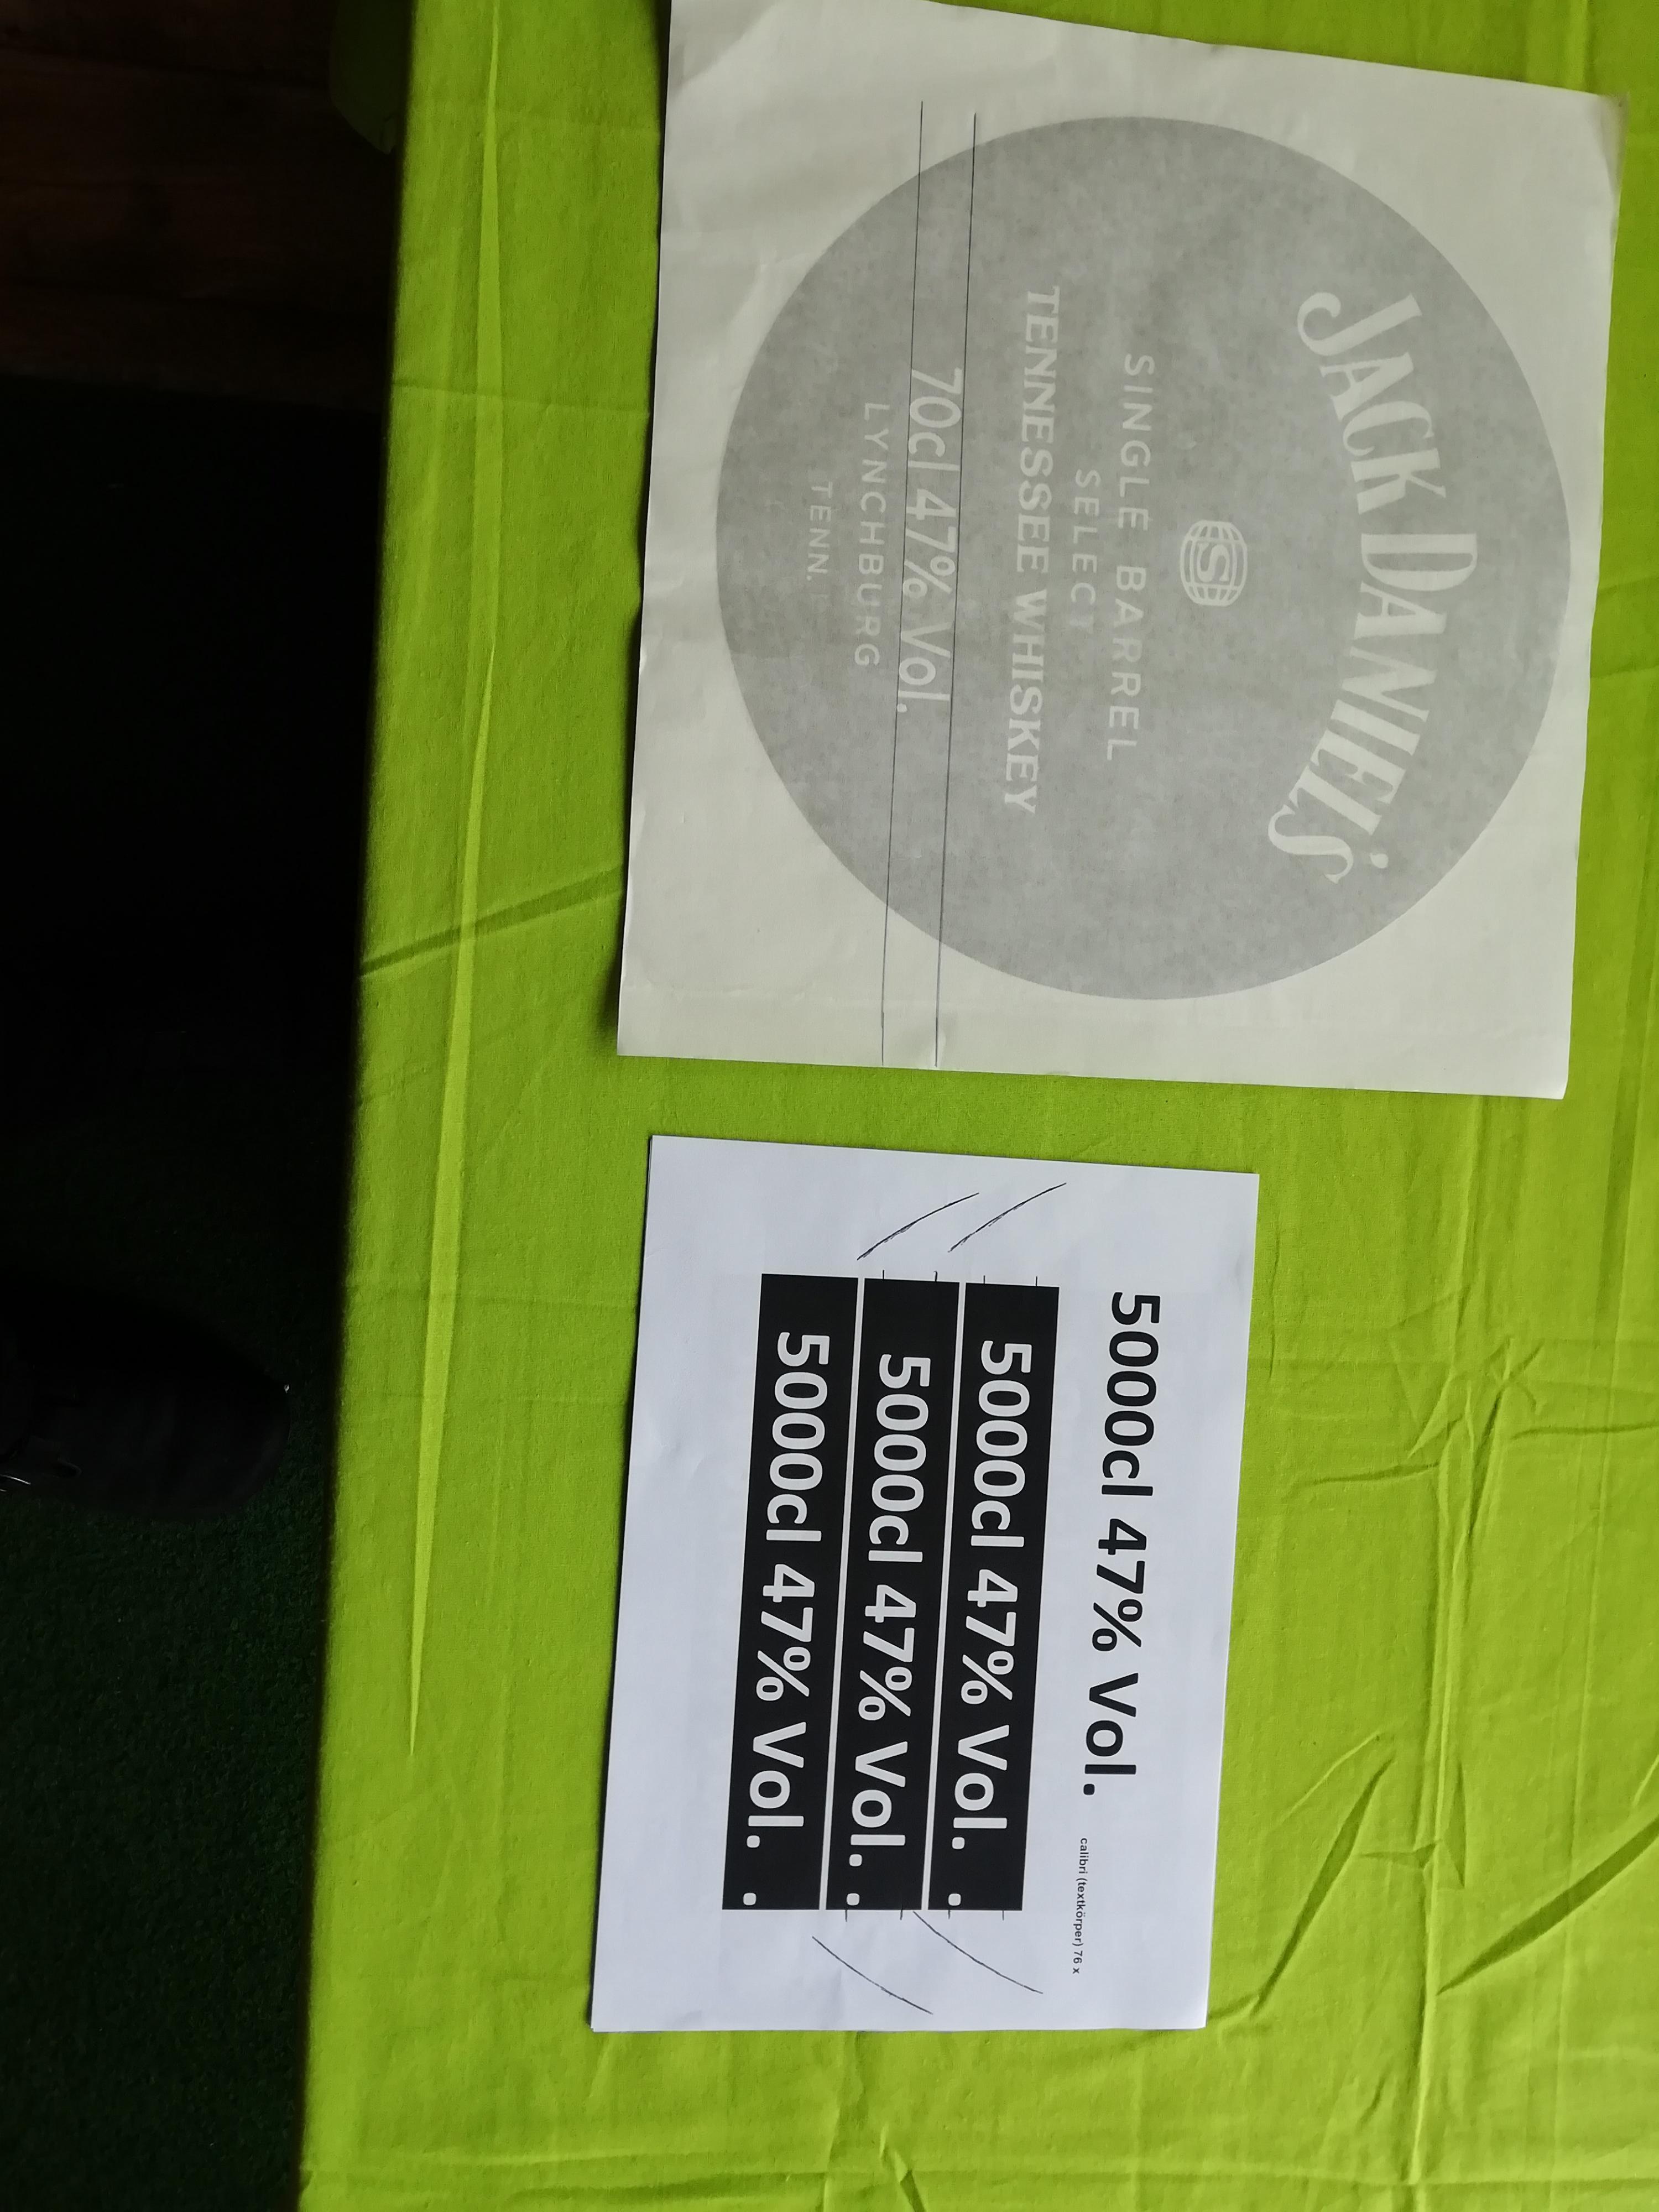 JACK DANIEL'S
S
SINGLE BARREL
SELECT
TENNESSEE WHISKEY
70cl 47% Vol.
LYNCHBURG
TENN.
5000cl 47% Vol.
calibri (textkörper) 76 x
5000cl 47% Vol. .
5000cl 47% Vol. .
5000cl 47% Vol. .